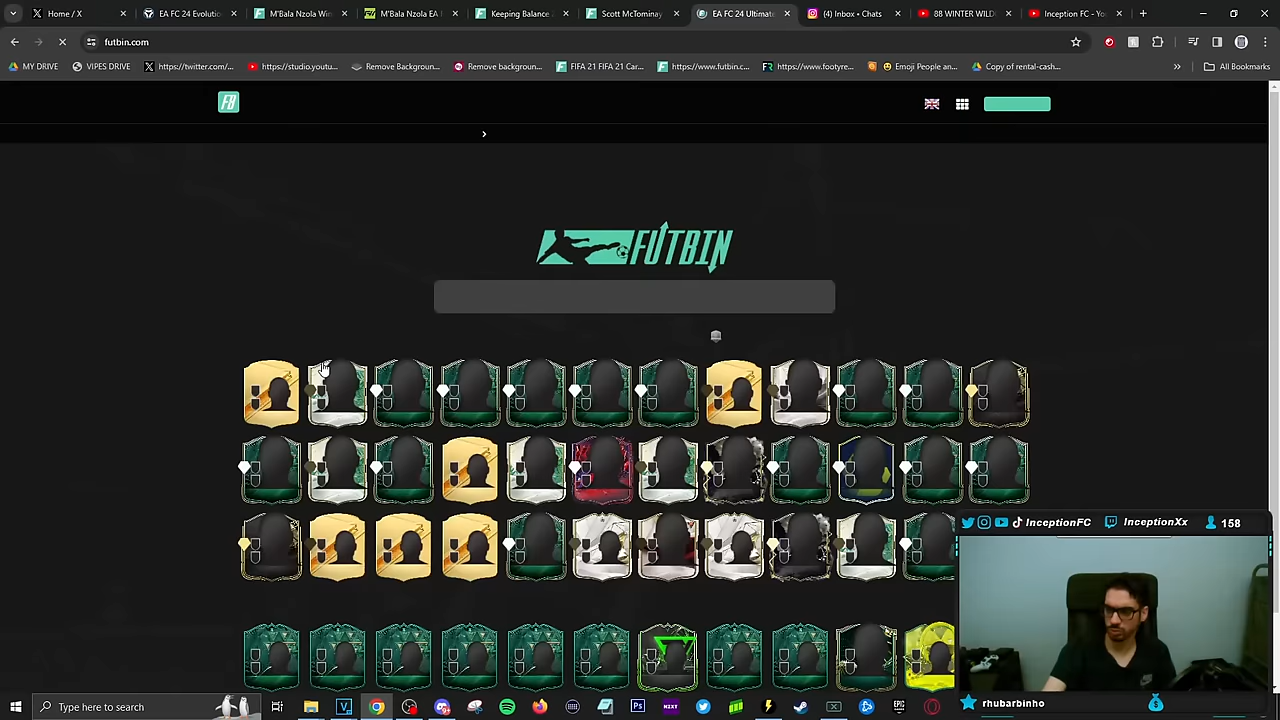 Home / X
EA FC 24 Evolutio
M'Bala Nzola Win
M'Bala Nzola EA
Keeping Balance
Scott McTominay
EA FC 24 Ultimate
(4) Inbox • Chats
88 WINTER WILD
Inception FC - Yo
futbin.com
MY DRIVE
VIPES DRIVE
https://twitter.com/...
https://studio.youtu...
Remove Backgroun...
Remove backgroun...
FIFA 21 FIFA 21 Car...
https://www.futbin.c...
https://www.footyre...
Emoji People an...
Copy of rental-cash...
All Bookmarks
FB
FUTBIN
InceptionFC
InceptionXx
158
Type here to search
rhubarbinho